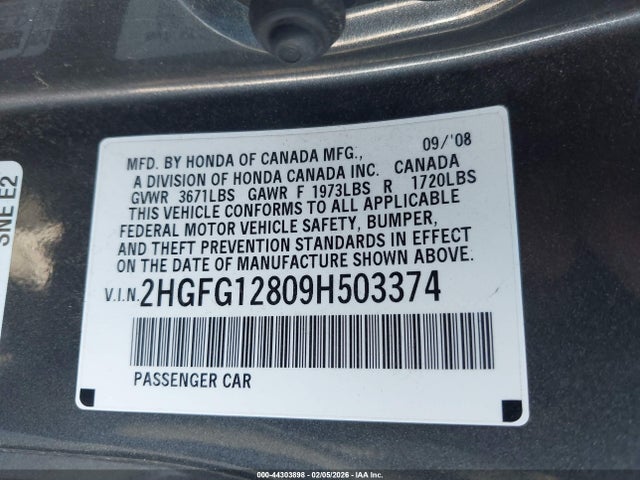 09/'08
MFD. BY HONDA OF CANADA MFG.,
A DIVISION OF HONDA CANADA INC. CANADA
GVWR 3671LBS GAWR F 1973LBS R 1720LBS
THIS VEHICLE CONFORMS TO ALL APPLICABLE
FEDERAL MOTOR VEHICLE SAFETY, BUMPER,
AND THEFT PREVENTION STANDARDS IN EFFECT
ON THE DATE OF MANUFACTURE SHOWN ABOVE.
V.I.N. 2HGFG12809H503374
PASSENGER CAR
SNE E2
000-44303898 - 02/05/2026 - IAA Inc.